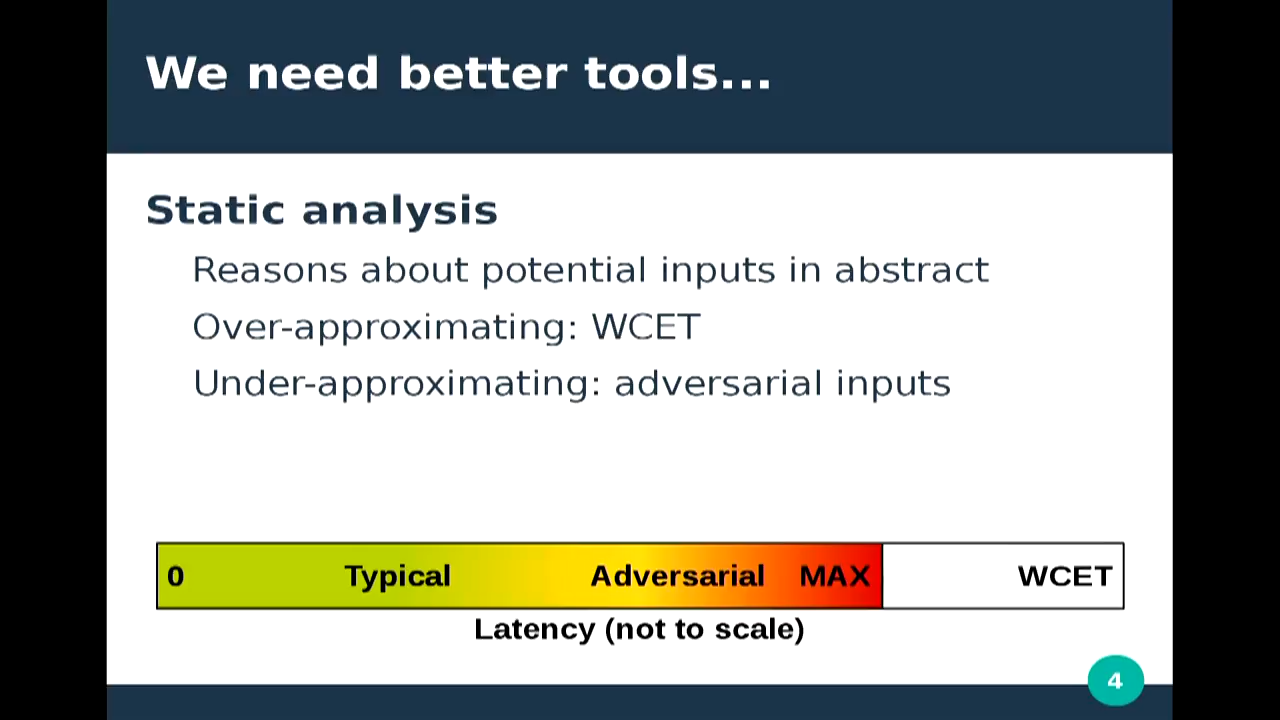 We need better tools...
Static analysis
Reasons about potential inputs in abstract
Over-approximating: WCET
Under-approximating: adversarial inputs
0 Typical Adversarial MAX WCET
Latency (not to scale)
4